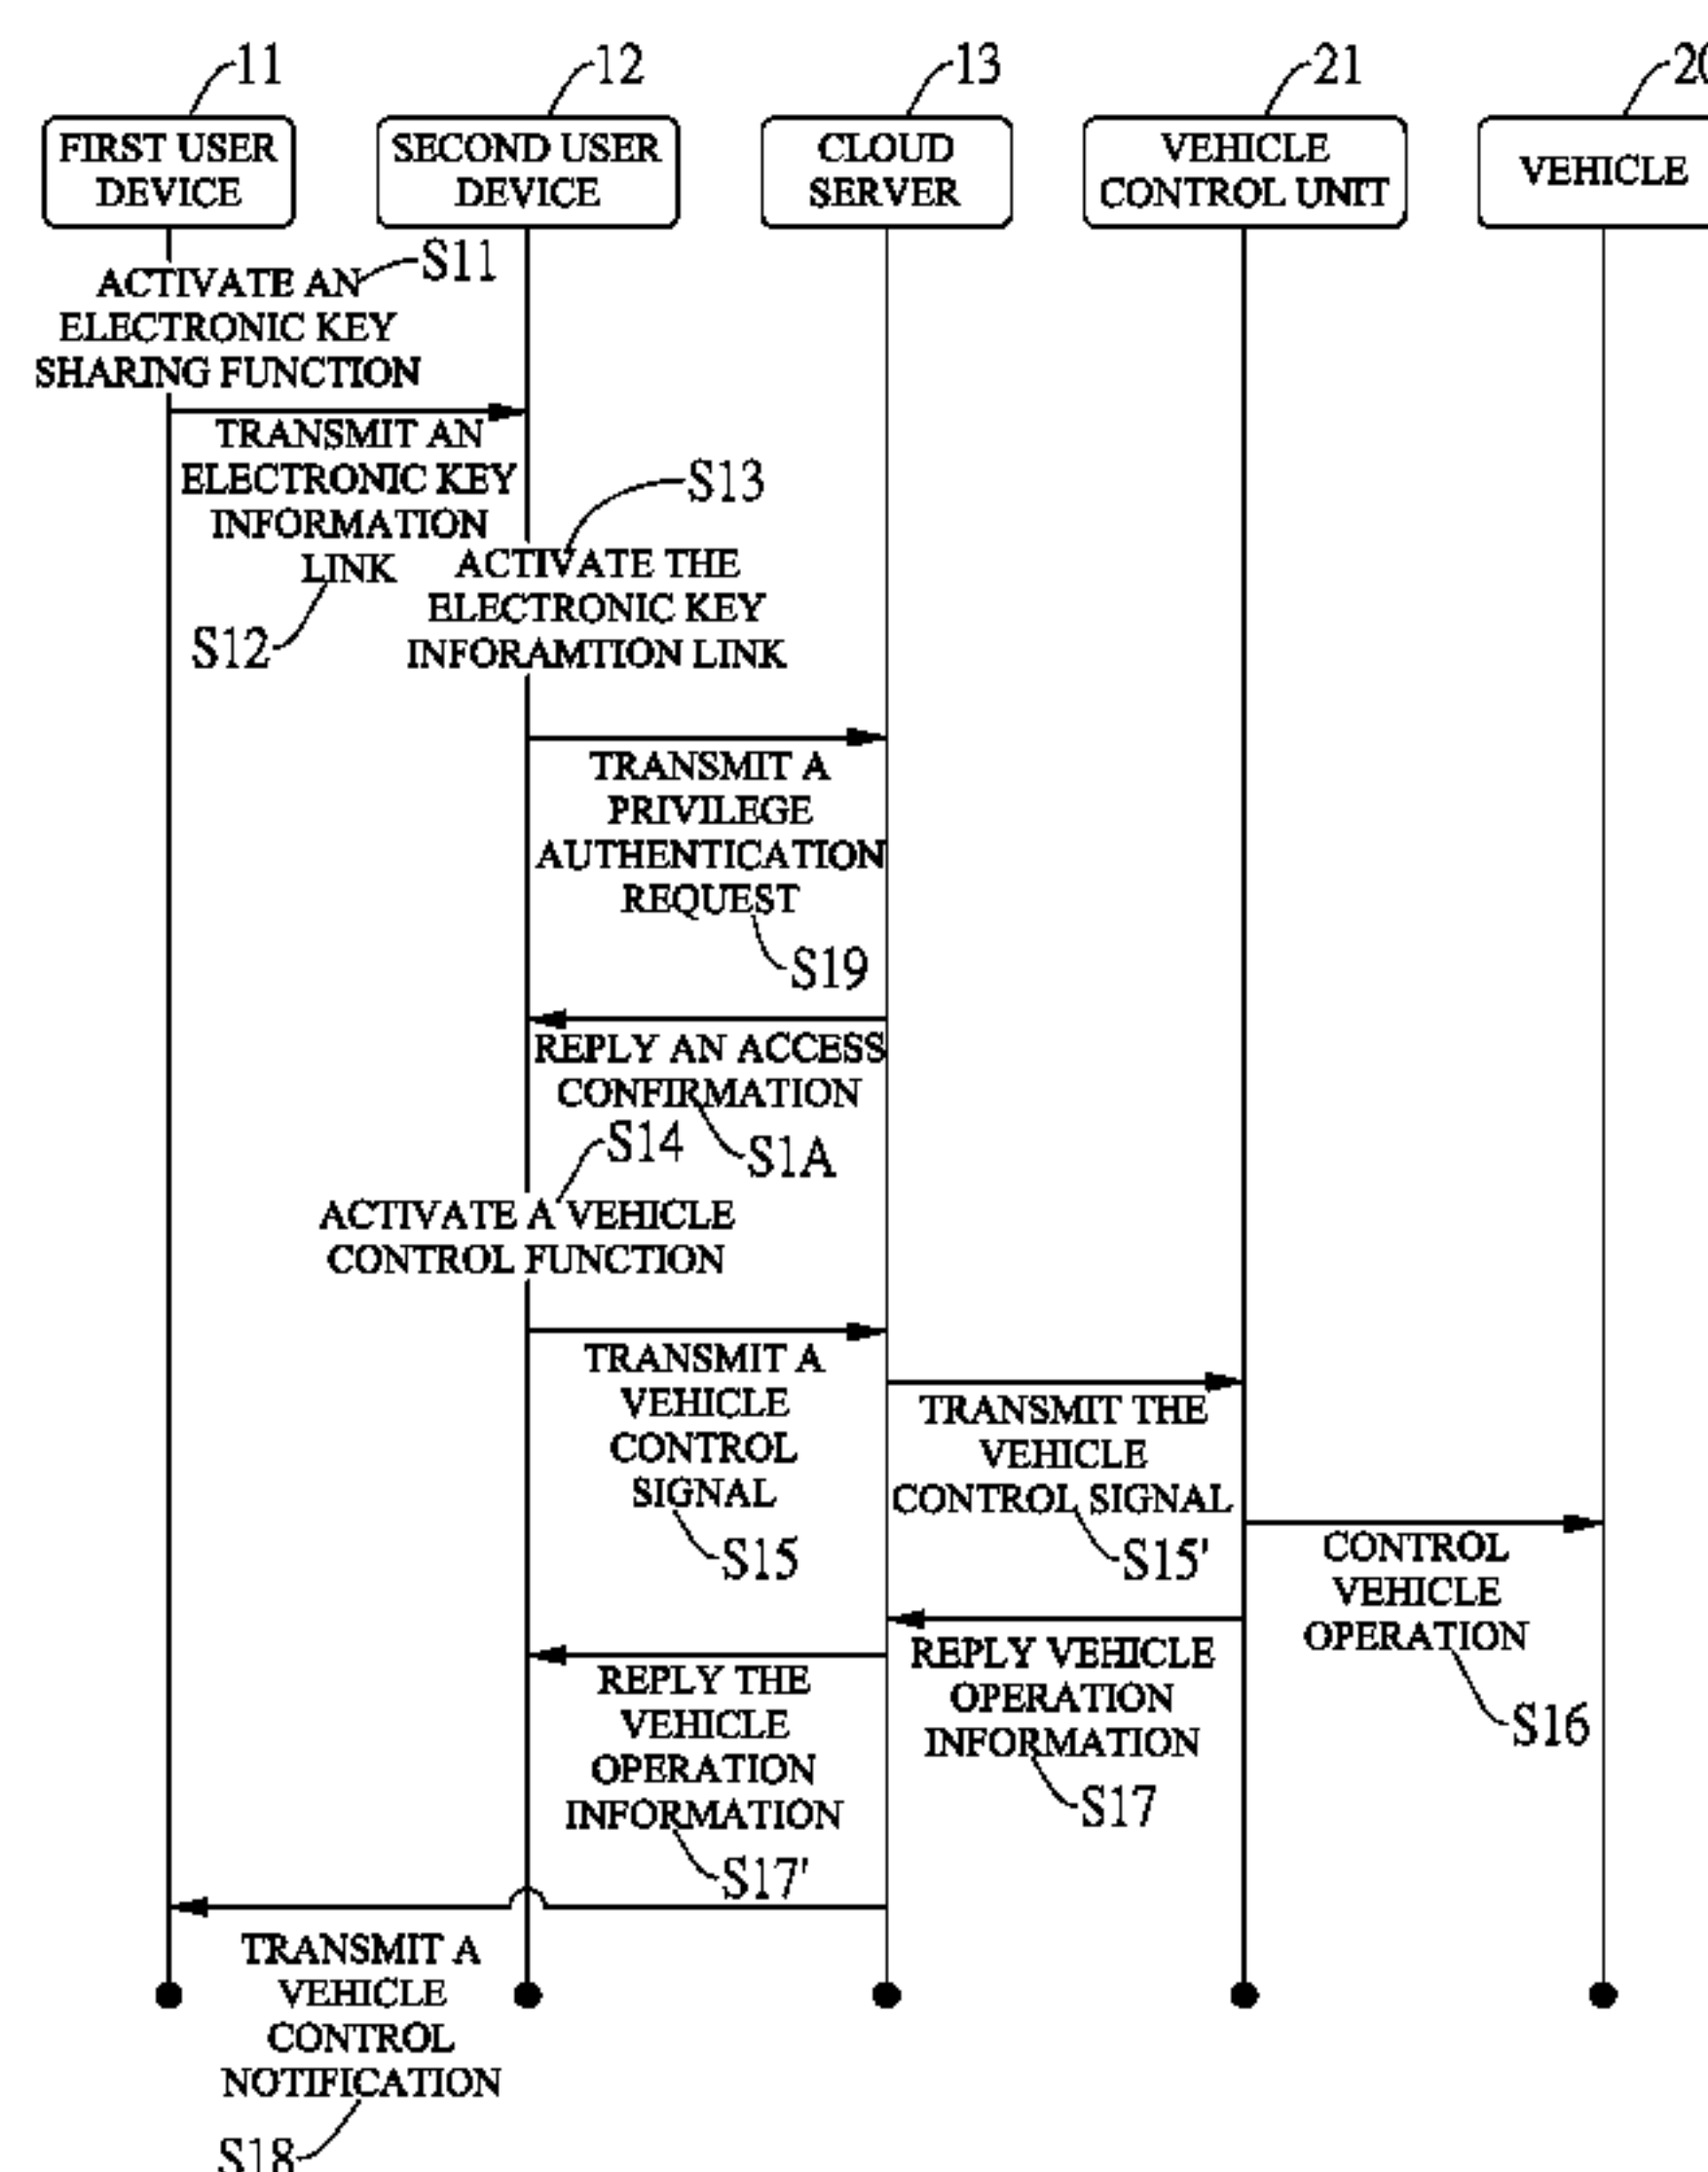 11
12
13
21
FIRST USER
DEVICE
SECOND USER
DEVICE
CLOUD
SERVER
VEHICLE
CONTROL UNIT
VEHICLE
S11
ACTIVATE AN
ELECTRONIC KEY
SHARING FUNCTION
TRANSMIT AN
ELECTRONIC KEY
INFORMATION
LINK
S12
S13
ACTIVATE THE
ELECTRONIC KEY
INFORAMTION LINK
TRANSMIT A
PRIVILEGE
AUTHENTICATION
REQUEST
S19
REPLY AN ACCESS
CONFIRMATION
S1A
S14
ACTIVATE A VEHICLE
CONTROL FUNCTION
TRANSMIT A
VEHICLE
CONTROL
SIGNAL
S15
TRANSMIT THE
VEHICLE
CONTROL SIGNAL
S15'
CONTROL
VEHICLE
OPERATION
S16
REPLY VEHICLE
OPERATION
INFORMATION
S17
REPLY THE
VEHICLE
OPERATION
INFORMATION
S17'
TRANSMIT A
VEHICLE
CONTROL
NOTIFICATION
S18